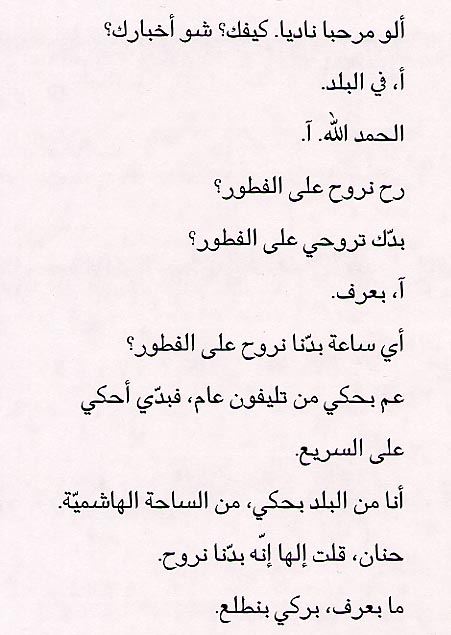 ألو مرحبا ناديا. كيفك؟ شو أخبارك؟
أ، في البلد.
الحمد الله. آ.
رح نروح على الفطور؟
بدّك تروحي على الفطور؟
آ، بعرف.
أي ساعة بدّنا نروح على الفطور؟
عم بحكي من تليفون عام، فبدّي أحكي
على السريع.
أنا من البلد بحكي، من الساحة الهاشميّة.
حنان، قلت إلها إنّه بدّنا نروح.
ما بعرف، بركي بنطلع.